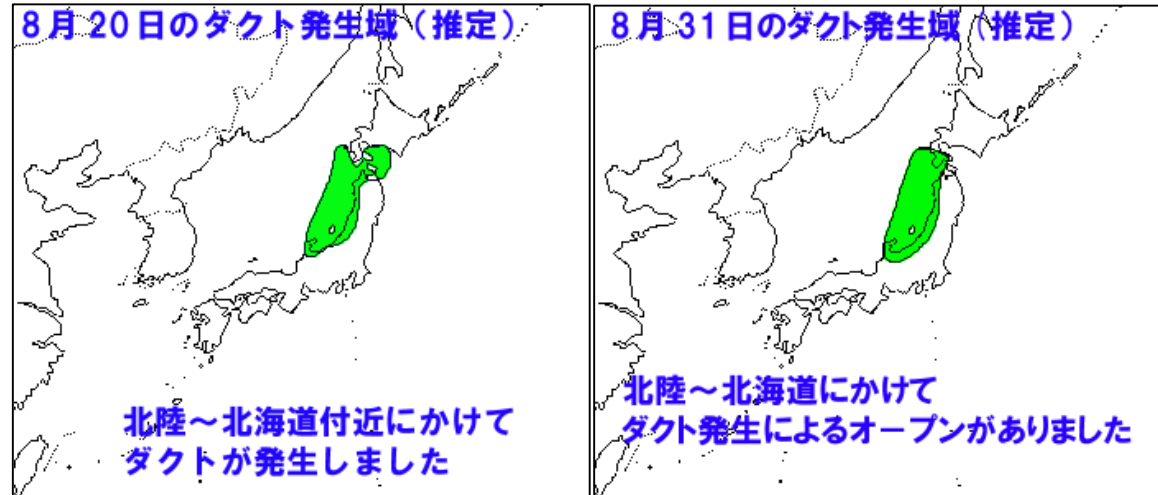 8月20日のダクト発生域（推定）
北陸～北海道付近にかけて
ダクトが発生しました
8月31日のダクト発生域（推定）
北陸～北海道にかけて
ダクト発生によるオープンがありました